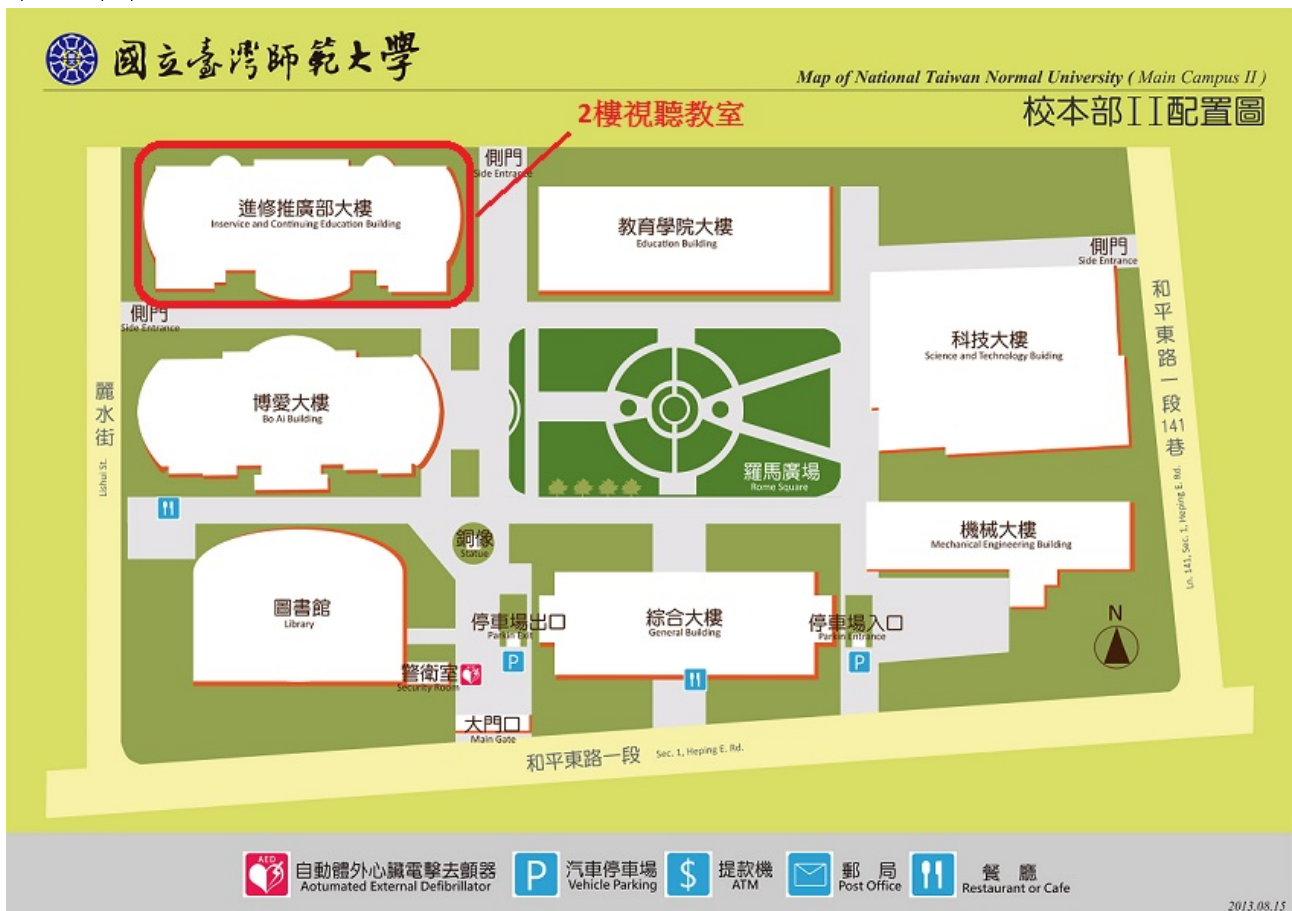 國立臺灣師範大學
Map of National Taiwan Normal University ( Main Campus II )
校本部II配置圖
2樓視聽教室
側門
Side Entrance
進修推廣部大樓
Inservice and Continuing Education Building
教育學院大樓
Education Building
側門
Side Entrance
側門
Side Entrance
和平東路一段141巷
Ln. 141, Sec. 1, Heping E. Rd.
科技大樓
Science and Technology Buiding
麗水街
Lishui St.
博愛大樓
Bo Ai Building
羅馬廣場
Rome Square
銅像
Statue
機械大樓
Mechanical Engineering Building
圖書館
Library
停車場出口
Parkin Exit
P
綜合大樓
General Building
停車場入口
Parkin Entrance
P
N
警衛室
Security Room
大門口
Main Gate
和平東路一段 Sec. 1, Heping E. Rd.
AED
自動體外心臟電擊去顫器
Aotumated External Defibrillator
P
汽車停車場
Vehicle Parking
$
提款機
ATM
郵 局
Post Office
餐 廳
Restaurant or Cafe
2013.08.15